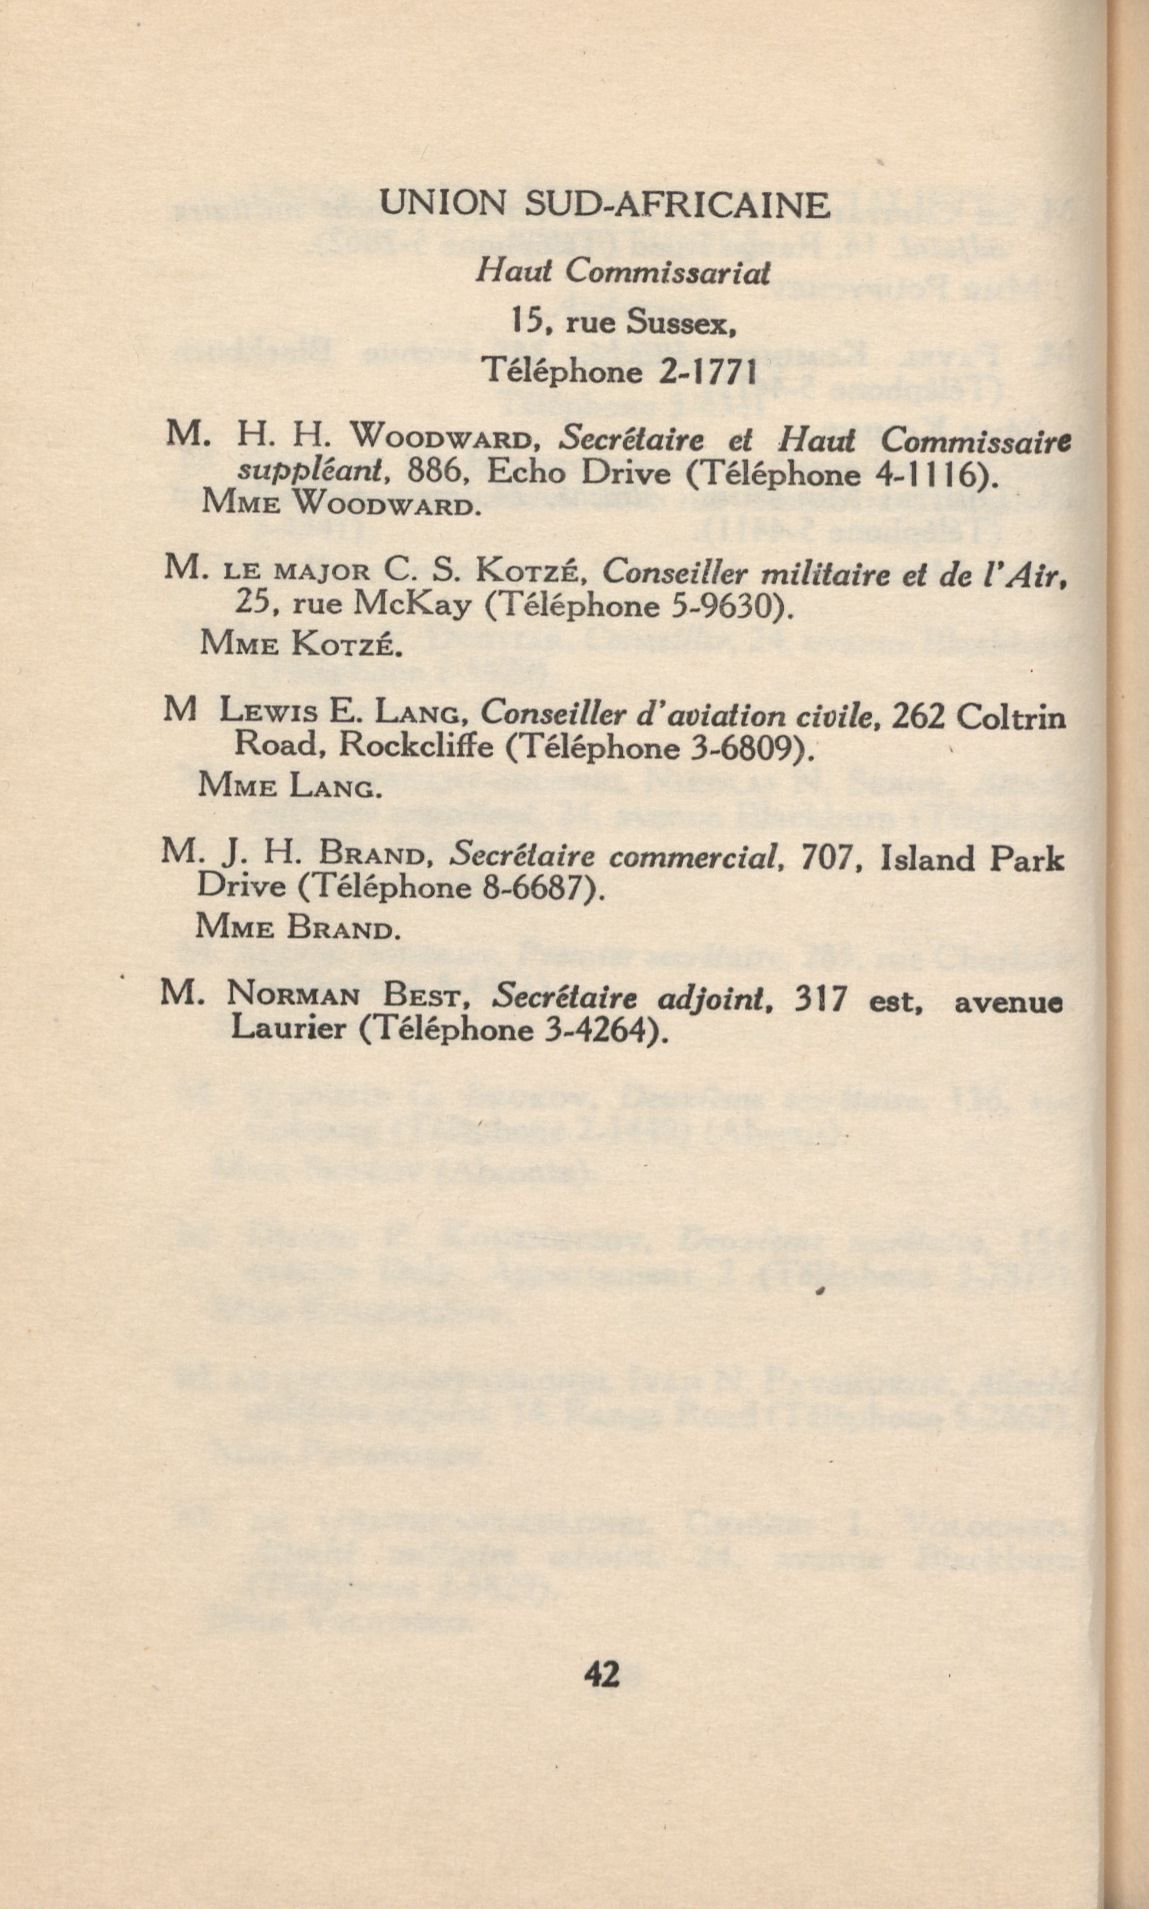 UNION SUD-AFRICAINE
Haut Commissariat
15, rue Sussex,
Téléphone 2-1771
M. H. H. WOODWARD, Secrétaire et Haut Commissaire
suppléant, 886, Echo Drive (Téléphone 4-1116).
MME WOODWARD.
M. LE MAJOR C. S. KOTZÉ, Conseiller militaire et de l'Air,
25, rue McKay (Téléphone 5-9630).
MME KOTZÉ.
M LEWIS E. LANG, Conseiller d'aviation civile, 262 Coltrin
Road, Rockcliffe (Téléphone 3-6809).
MME LANG.
M. J. H. BRAND, Secrétaire commercial, 707, Island Park
Drive (Téléphone 8-6687).
MME BRAND.
M. NORMAN BEST, Secrétaire adjoint, 317 est, avenue
Laurier (Téléphone 3-4264).
42